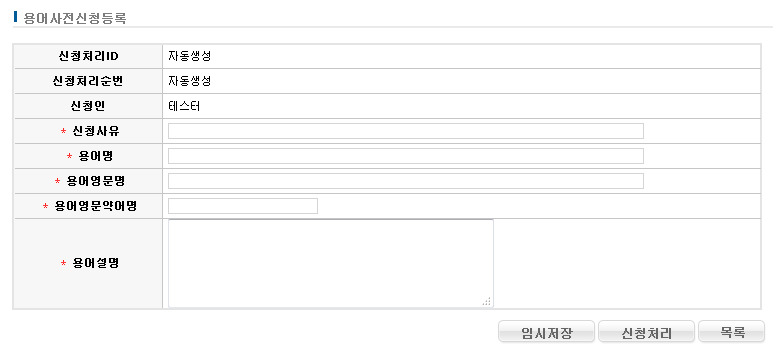 용어사전신청등록
신청처리ID 자동생성
신청처리순번 자동생성
신청인 테스터
* 신청사유
* 용어명
* 용어영문명
* 용어영문약어명
* 용어설명
임시저장 신청처리 목록